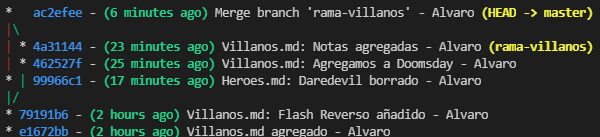 *   ac2efee - (6 minutes ago) Merge branch 'rama-villanos' - Alvaro (HEAD -> master)
|\
| * 4a31144 - (23 minutes ago) Villanos.md: Notas agregadas - Alvaro (rama-villanos)
| * 462527f - (25 minutes ago) Villanos.md: Agregamos a Doomsday - Alvaro
* | 99966c1 - (17 minutes ago) Heroes.md: Daredevil borrado - Alvaro
|/
* 79191b6 - (2 hours ago) Villanos.md: Flash Reverso añadido - Alvaro
* e1672bb - (2 hours ago) Villanos.md agregado - Alvaro